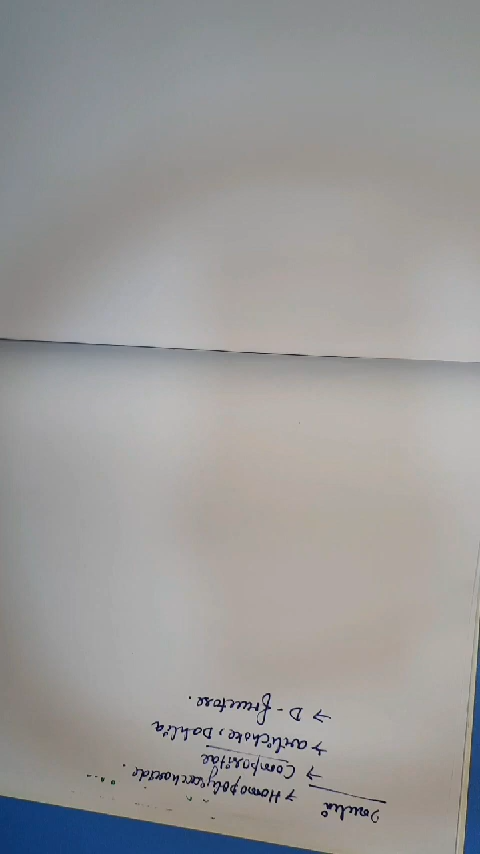 Inulin
→ Homopolysaccharide.
→ Compositae
→ artichoke, Dahlia
→ D - fructose.